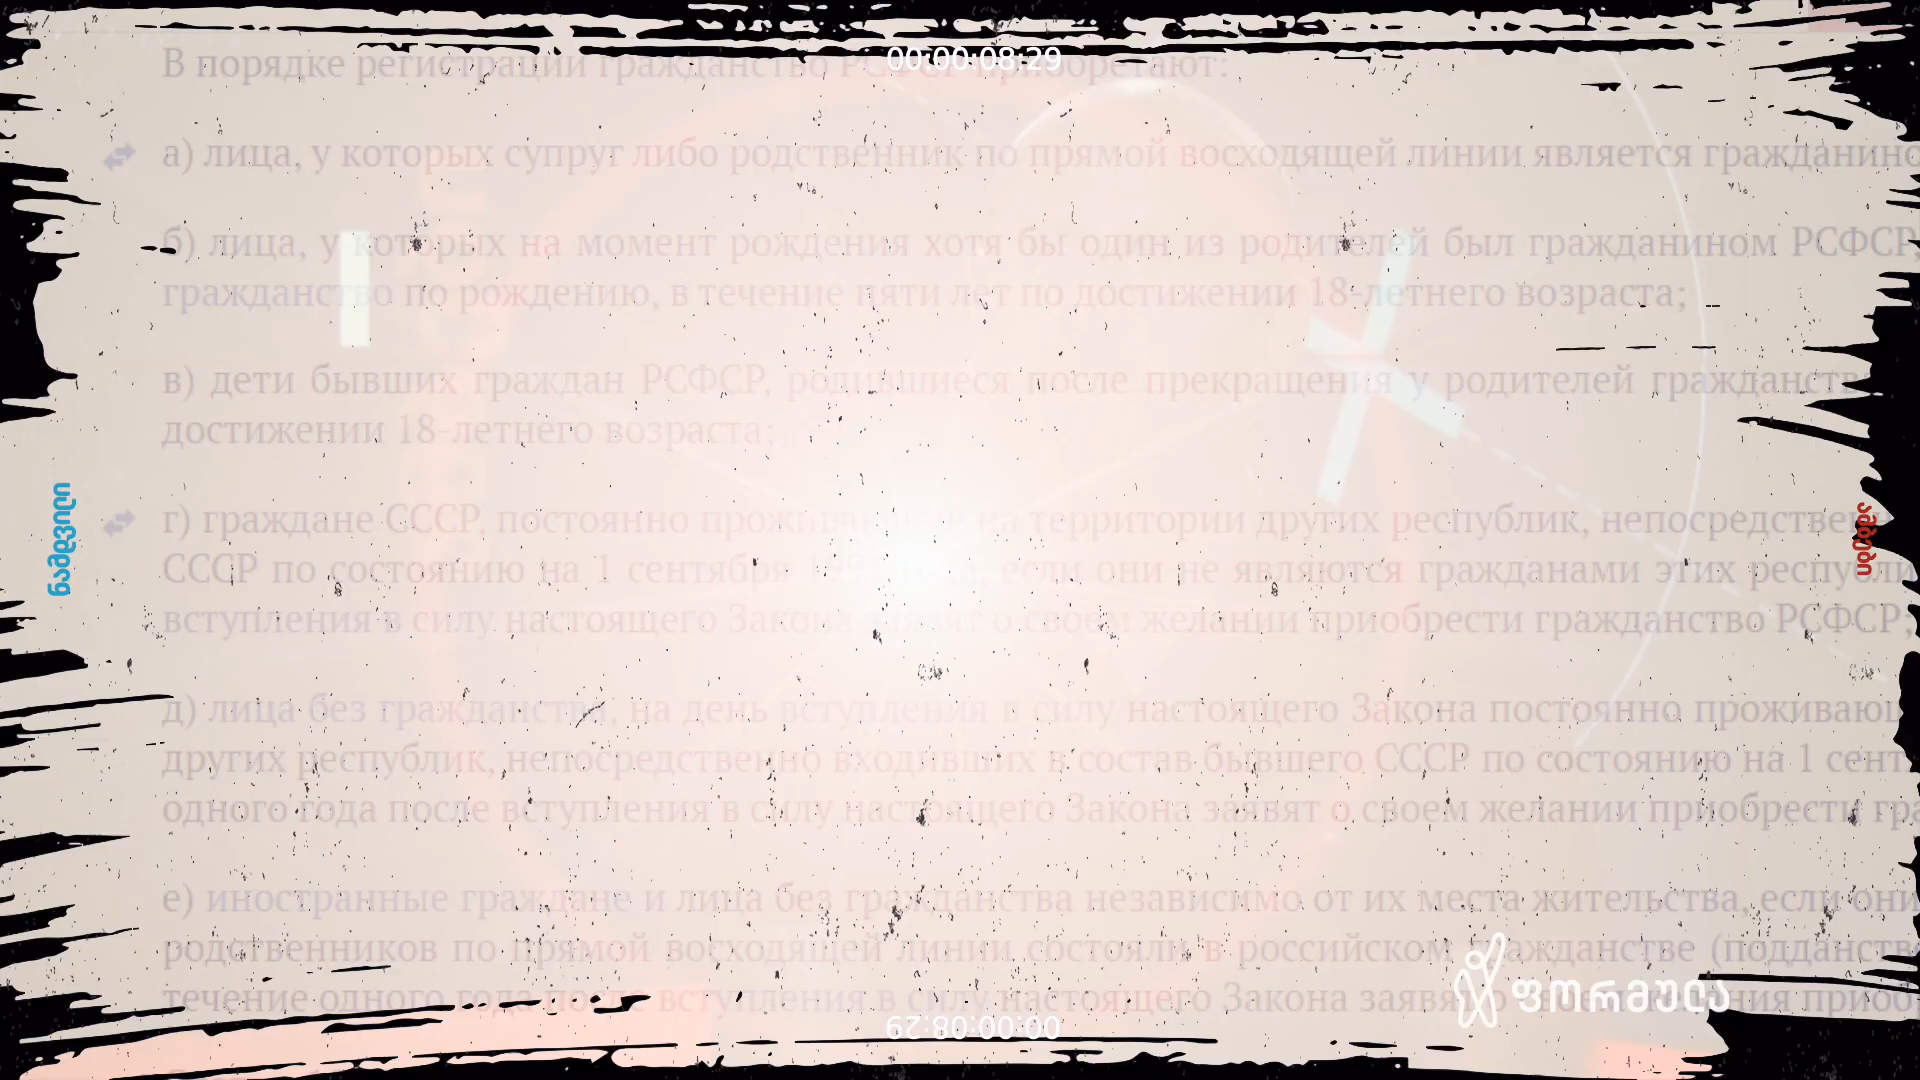 00:00:08:29
В порядке регистрации гражданство РСФСР приобретают:
а) лица, у которых супруг либо родственник по прямой восходящей линии является
б) лица, у которых на момент рождения хотя бы один из родителей был гражданином РСФСР,
гражданство по рождению, в течение пяти лет по достижении 18-летнего возраста;
в) дети бывших граждан РСФСР, родившиеся после прекращения у родителей
достижении 18-летнего возраста;
г) граждане СССР, постоянно проживающие на территории других республик,
СССР по состоянию на 1 сентября если они не являются гражданами этих
вступления в силу настоящего Закона заявят о своем желании приобрести гражданство РСФСР;
д) лица без гражданства, на день вступления в силу настоящего Закона постоянно
других республик, непосредственно входивших в состав бывшего СССР по состоянию на 1
одного года после вступления в силу настоящего Закона заявят о своем желании приобрести
е) иностранные граждане и лица без гражданства независимо от их места жительства, если они
родственников по прямой восходящей линии состояли в российском гражданстве
течение одного года после вступления в силу настоящего Закона
ნამდვილი
ამბები
ფორმულა
00:00:08:29